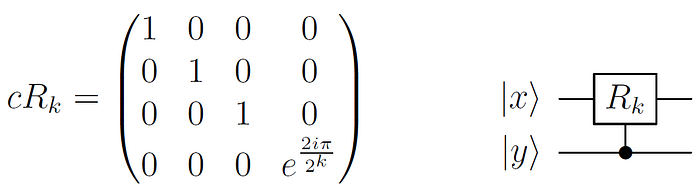 cR_k = \begin{pmatrix} 1 & 0 & 0 & 0 \\ 0 & 1 & 0 & 0 \\ 0 & 0 & 1 & 0 \\ 0 & 0 & 0 & e^{\frac{2i\pi}{2^k}} \end{pmatrix}
|x⟩ R_k
|y⟩